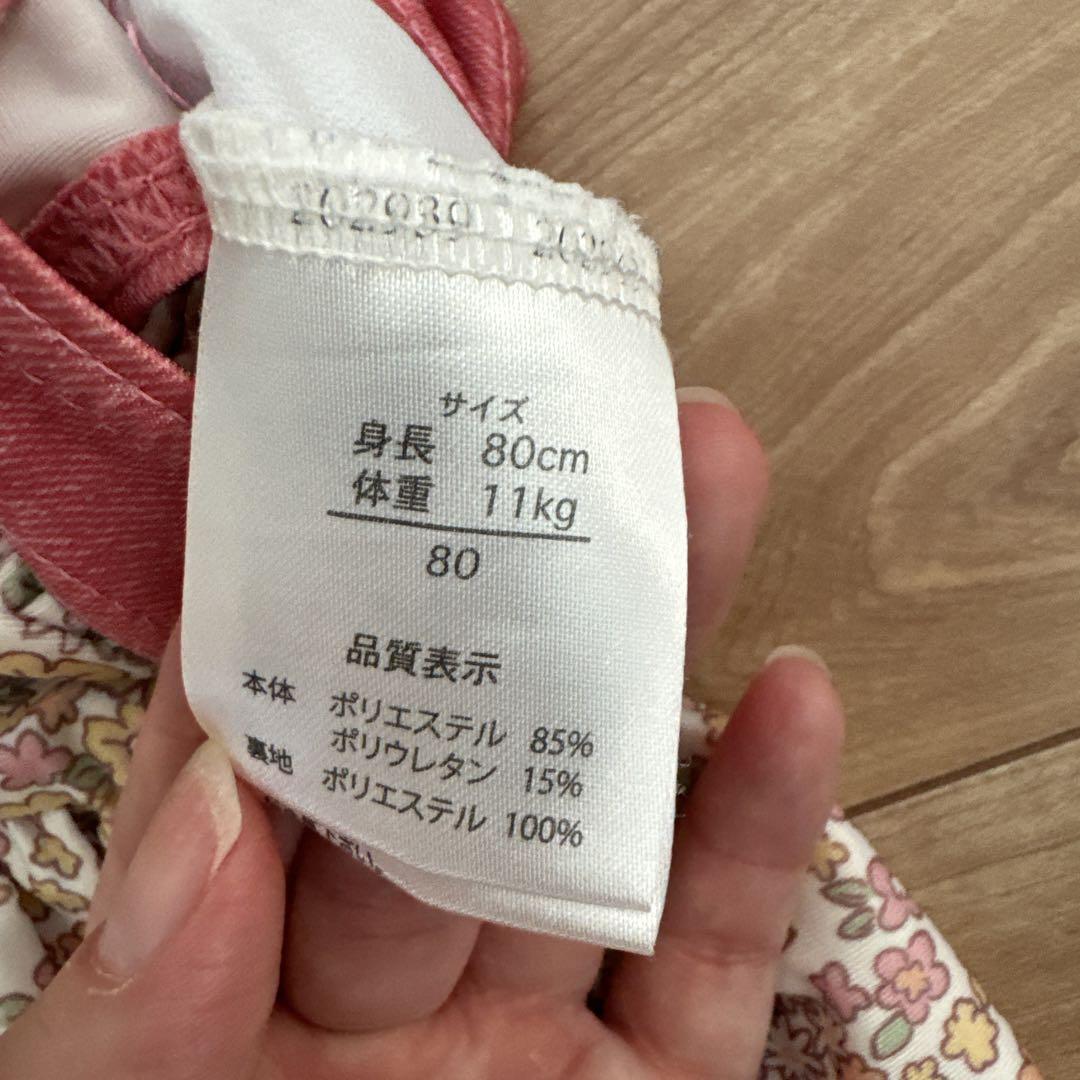 202939
サイズ
身長 80cm
体重 11kg
80
品質表示
本体 ポリエステル 85%
ポリウレタン 15%
裏地 ポリエステル 100%